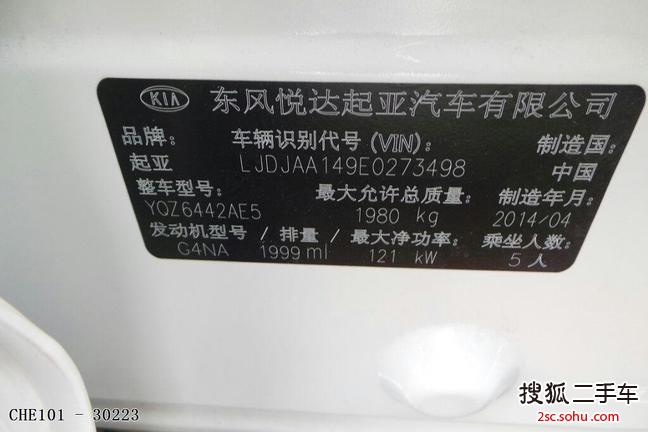 KIA 东风悦达起亚汽车有限公司
品牌: 车辆识别代号 (VIN): 制造国:
起亚 LJDJAA149E0273498 中国
整车型号: 最大允许总质量: 制造年月:
YQZ6442AE5 1980 kg 2014/04
发动机型号 / 排量 / 最大净功率: 乘坐人数:
G4NA 1999 ml 121 kW 5 人
CHE101 - 30223
搜狐二手车
2sc.sohu.com